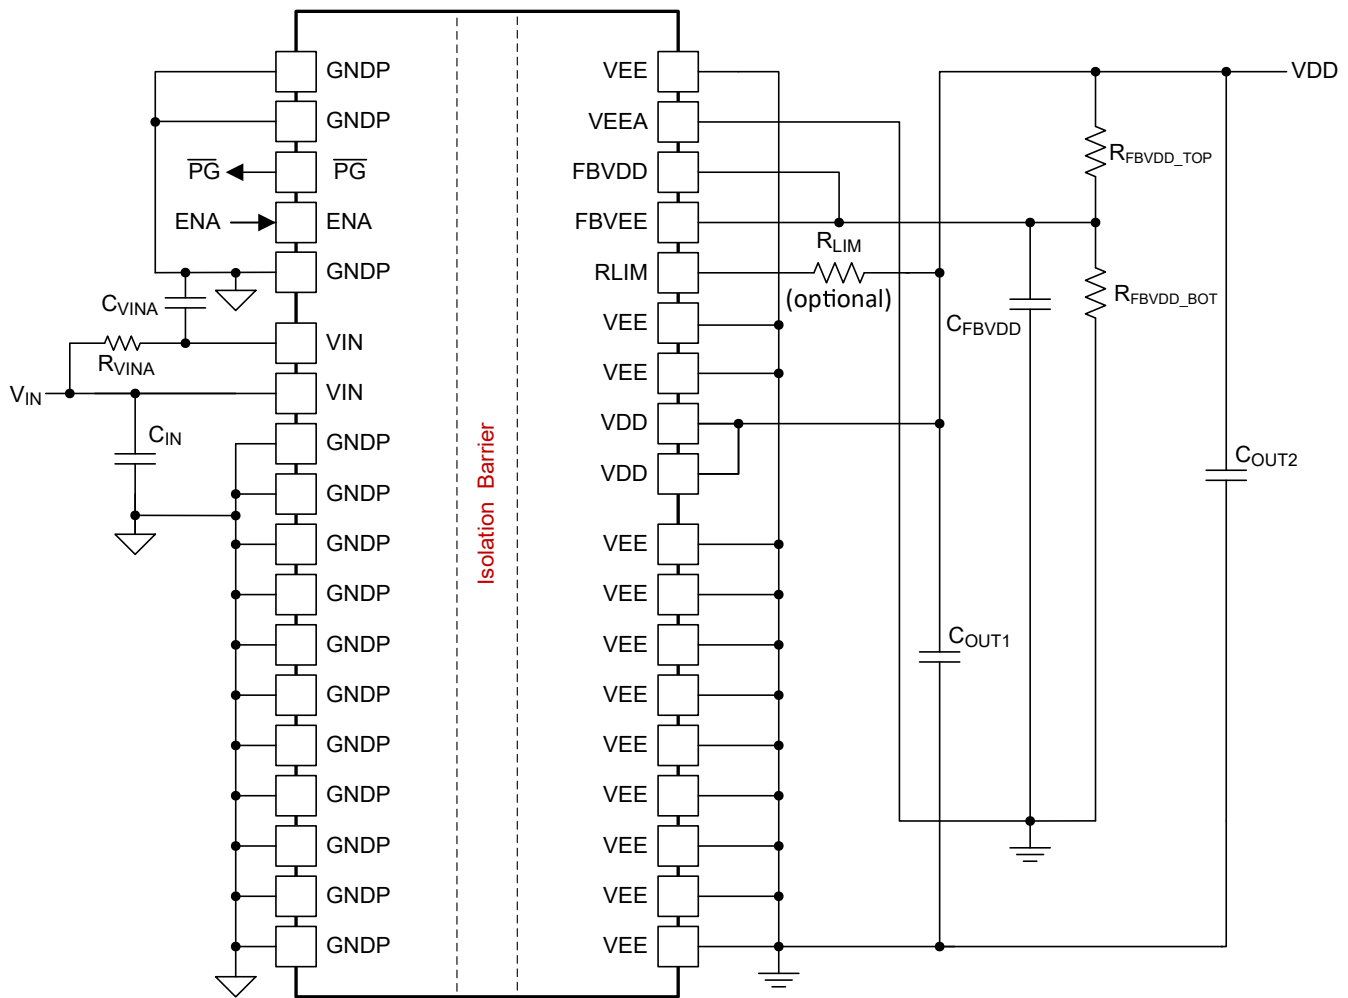 GNDP
GNDP
PG
PG
ENA
ENA
GNDP
CVINA
RVINA
VIN
VIN
VIN
CIN
GNDP
GNDP
GNDP
GNDP
GNDP
GNDP
GNDP
GNDP
GNDP
GNDP
GNDP
Isolation Barrier
VEE
VEEA
FBVDD
FBVEE
RLIM
VEE
VEE
VDD
VDD
VEE
VEE
VEE
VEE
VEE
VEE
VEE
VEE
VEE
RLIM
(optional)
VDD
RFBVDD_TOP
RFBVDD_BOT
CFBVDD
COUT2
COUT1